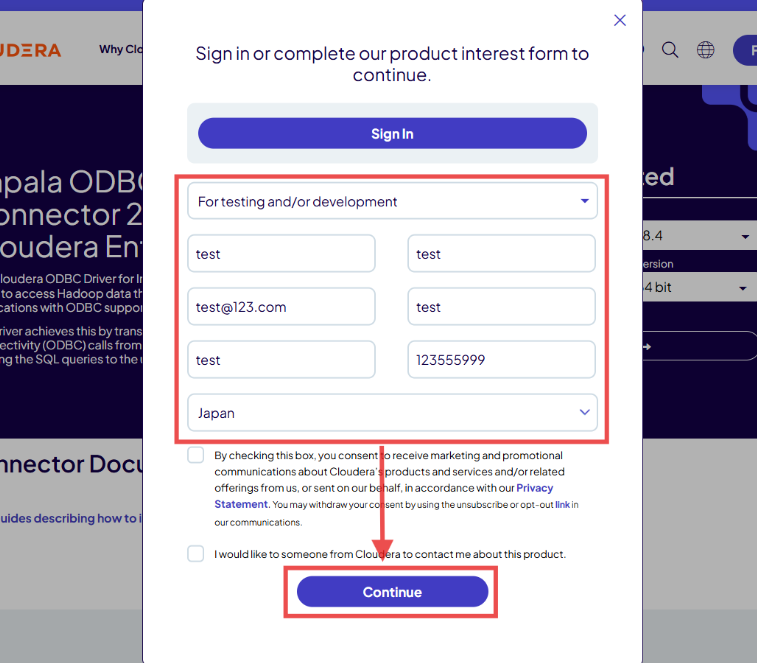 Sign in or complete our product interest form to
continue.
Sign In
For testing and/or development
test
test
test@123.com
test
test
123555999
Japan
By checking this box, you consent to receive marketing and promotional
communications about Cloudera's products and services and/or related
offerings from us, or sent on our behalf, in accordance with our Privacy
Statement. You may withdraw your consent by using the unsubscribe or opt-out link in
our communications.
I would like to someone from Cloudera to contact me about this product.
Continue
UDERA
Why Clo
pala ODBC
onnector 2
oudera Ent
loudera ODBC Driver for I
to access Hadoop data th
cations with ODBC suppor
river achieves this by trans
ectivity (ODBC) calls from
ng the SQL queries to the
ted
8.4
ersion
4 bit
nnector Docu
uides describing how to i